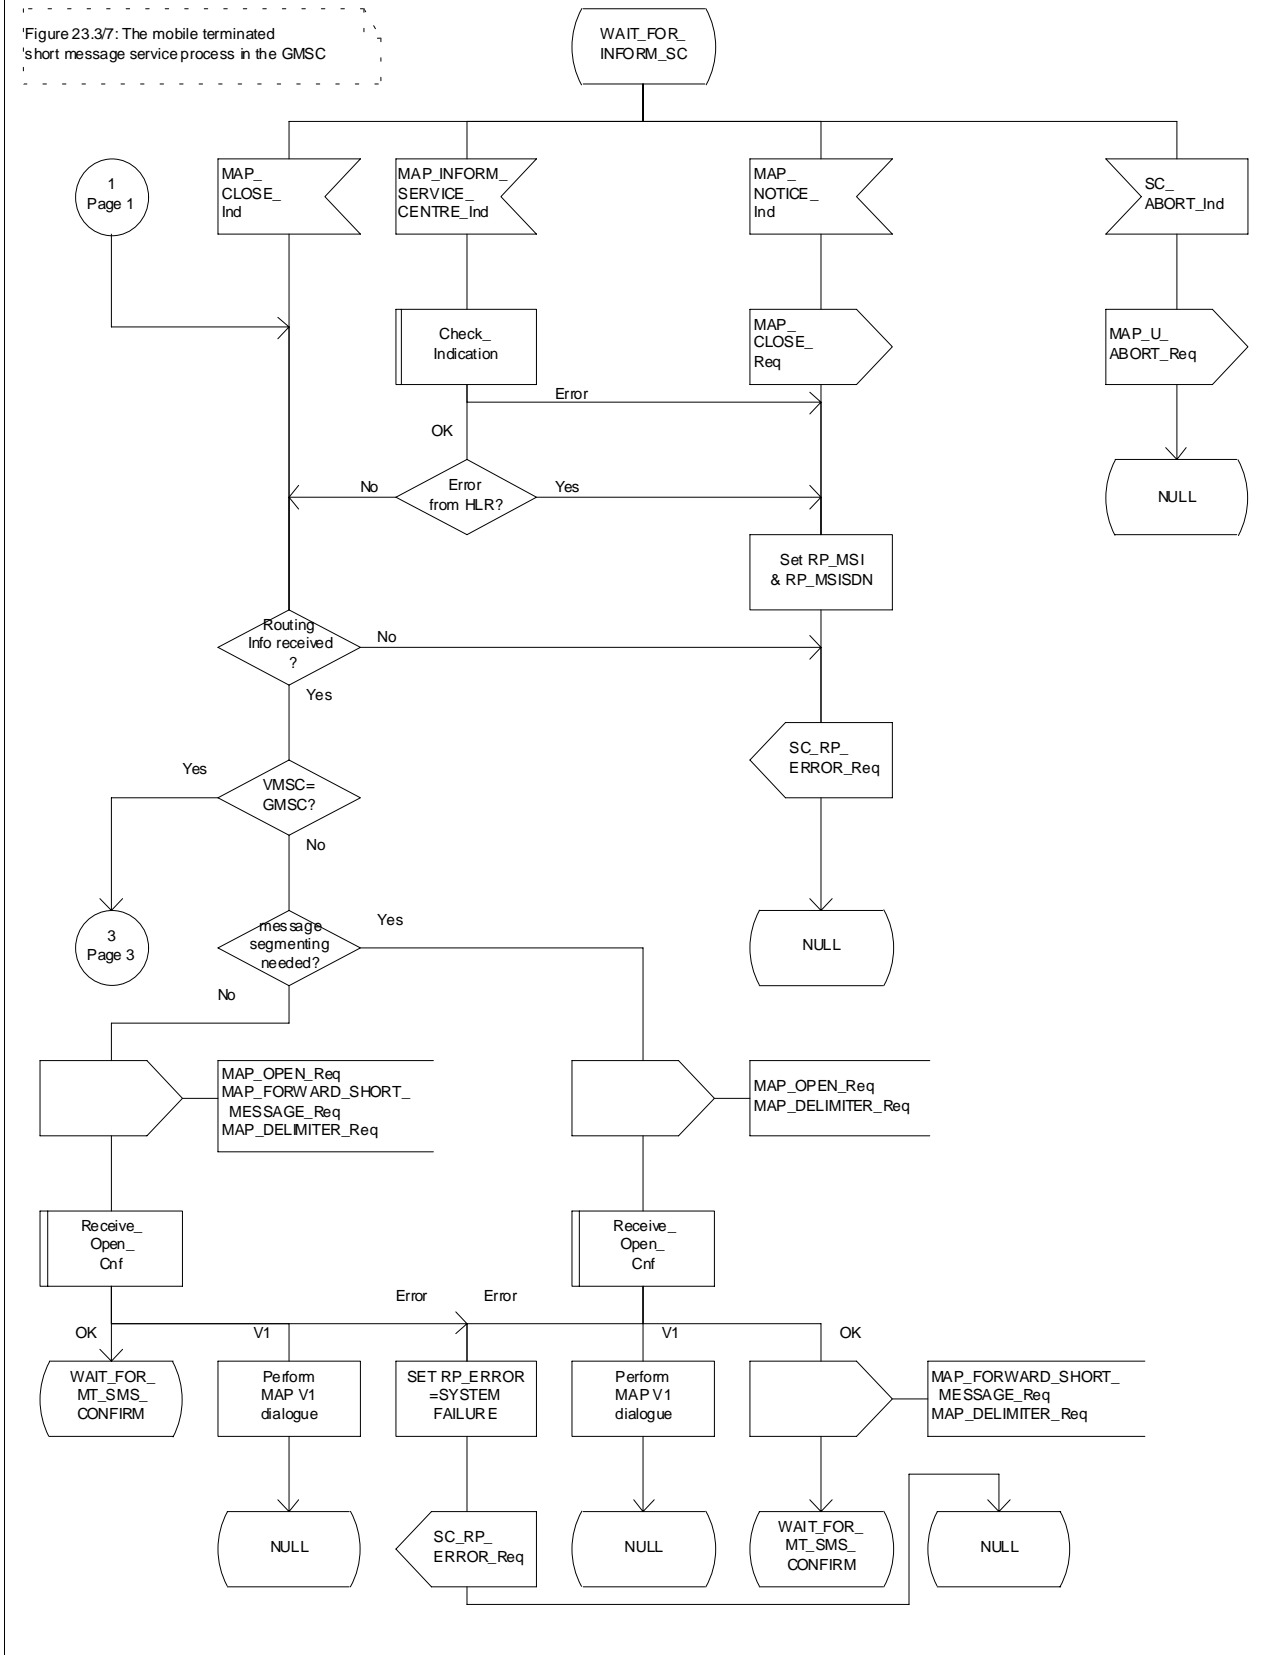 Figure 23.3/7: The mobile terminated
short message service process in the GMSC
WAIT_FOR_
INFORM_SC
1
Page 1
MAP_
CLOSE_
Ind
MAP_INFORM_
SERVICE_
CENTRE_Ind
MAP_
NOTICE_
Ind
SC_
ABORT_Ind
Check_
Indication
MAP_
CLOSE_
Req
MAP_U_
ABORT_Req
Error
OK
No
Error
from HLR?
Yes
NULL
Set RP_MSI
& RP_MSISDN
Routing
Info received
?
No
Yes
SC_RP_
ERROR_Req
Yes
VMSC=
GMSC?
No
3
Page 3
message
segmenting
needed?
Yes
NULL
No
MAP_OPEN_Req
MAP_FORWARD_SHORT_
MESSAGE_Req
MAP_DELIMITER_Req
MAP_OPEN_Req
MAP_DELIMITER_Req
Receive_
Open_
Cnf
Receive_
Open_
Cnf
Error
Error
OK
V1
V1
OK
WAIT_FOR_
MT_SMS_
CONFIRM
Perform
MAP V1
dialogue
SET RP_ERROR
=SYSTEM
FAILURE
Perform
MAP V1
dialogue
MAP_FORWARD_SHORT_
MESSAGE_Req
MAP_DELIMITER_Req
NULL
SC_RP_
ERROR_Req
NULL
WAIT_FOR_
MT_SMS_
CONFIRM
NULL